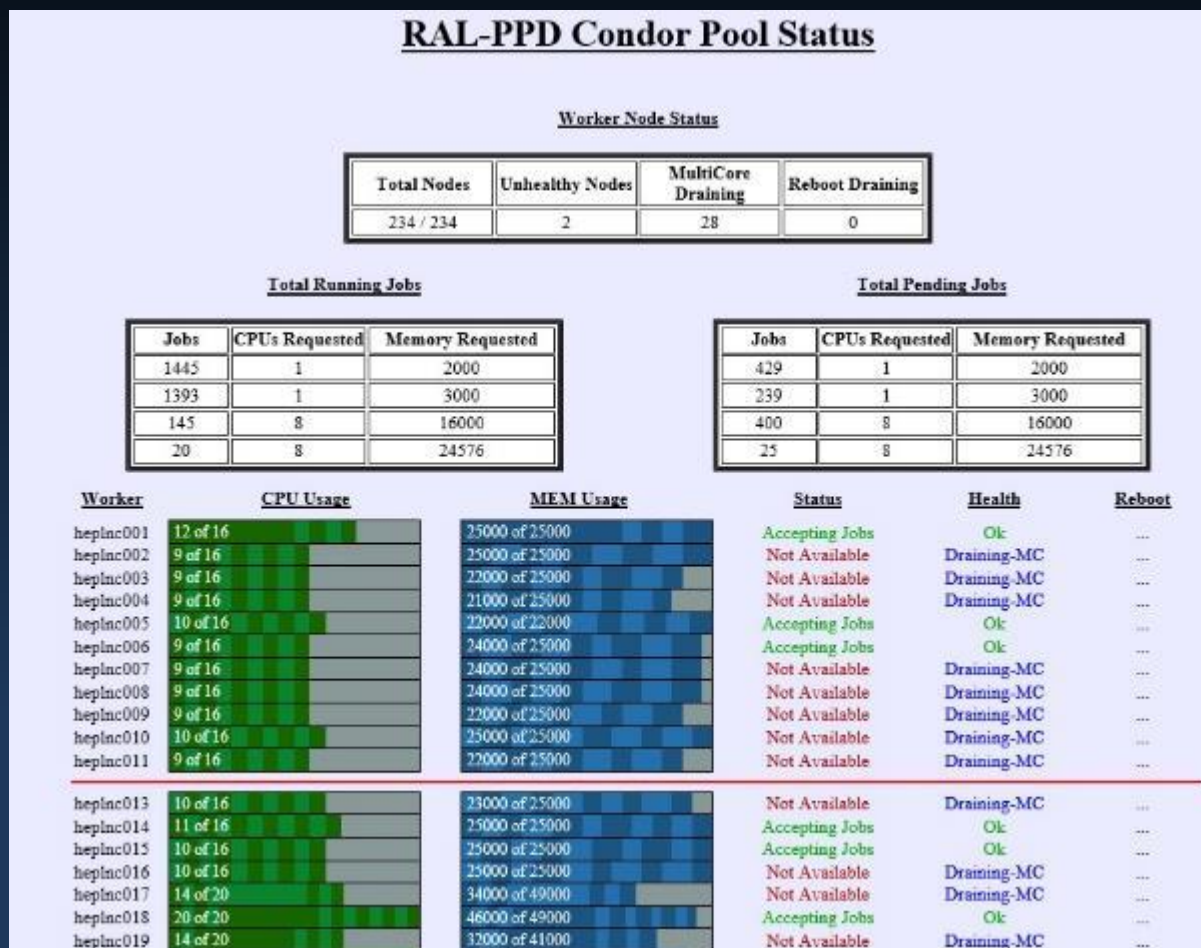 RAL-PPD Condor Pool Status
Worker Node Status
Total Nodes Unhealthy Nodes MultiCore Draining Reboot Draining
234 / 234 2 28 0
Total Running Jobs
Jobs CPUs Requested Memory Requested
1445 1 2000
1393 1 3000
145 8 16000
20 8 24576
Total Pending Jobs
Jobs CPUs Requested Memory Requested
429 1 2000
239 1 3000
400 8 16000
25 8 24576
Worker CPU Usage MEM Usage Status Health Reboot
heplnc001 12 of 16 25000 of 25000 Accepting Jobs Ok ...
heplnc002 9 of 16 25000 of 25000 Not Available Draining-MC ...
heplnc003 9 of 16 22000 of 25000 Not Available Draining-MC ...
heplnc004 9 of 16 21000 of 25000 Not Available Draining-MC ...
heplnc005 10 of 16 22000 of 22000 Accepting Jobs Ok ...
heplnc006 9 of 16 24000 of 25000 Accepting Jobs Ok ...
heplnc007 9 of 16 24000 of 25000 Not Available Draining-MC ...
heplnc008 9 of 16 24000 of 25000 Not Available Draining-MC ...
heplnc009 9 of 16 22000 of 25000 Not Available Draining-MC ...
heplnc010 10 of 16 25000 of 25000 Not Available Draining-MC ...
heplnc011 9 of 16 22000 of 25000 Not Available Draining-MC ...
heplnc013 10 of 16 23000 of 25000 Not Available Draining-MC ...
heplnc014 11 of 16 25000 of 25000 Accepting Jobs Ok ...
heplnc015 10 of 16 25000 of 25000 Accepting Jobs Ok ...
heplnc016 10 of 16 25000 of 25000 Not Available Draining-MC ...
heplnc017 14 of 20 34000 of 49000 Not Available Draining-MC ...
heplnc018 20 of 20 46000 of 49000 Accepting Jobs Ok ...
heplnc019 14 of 20 32000 of 41000 Not Available Draining-MC ...